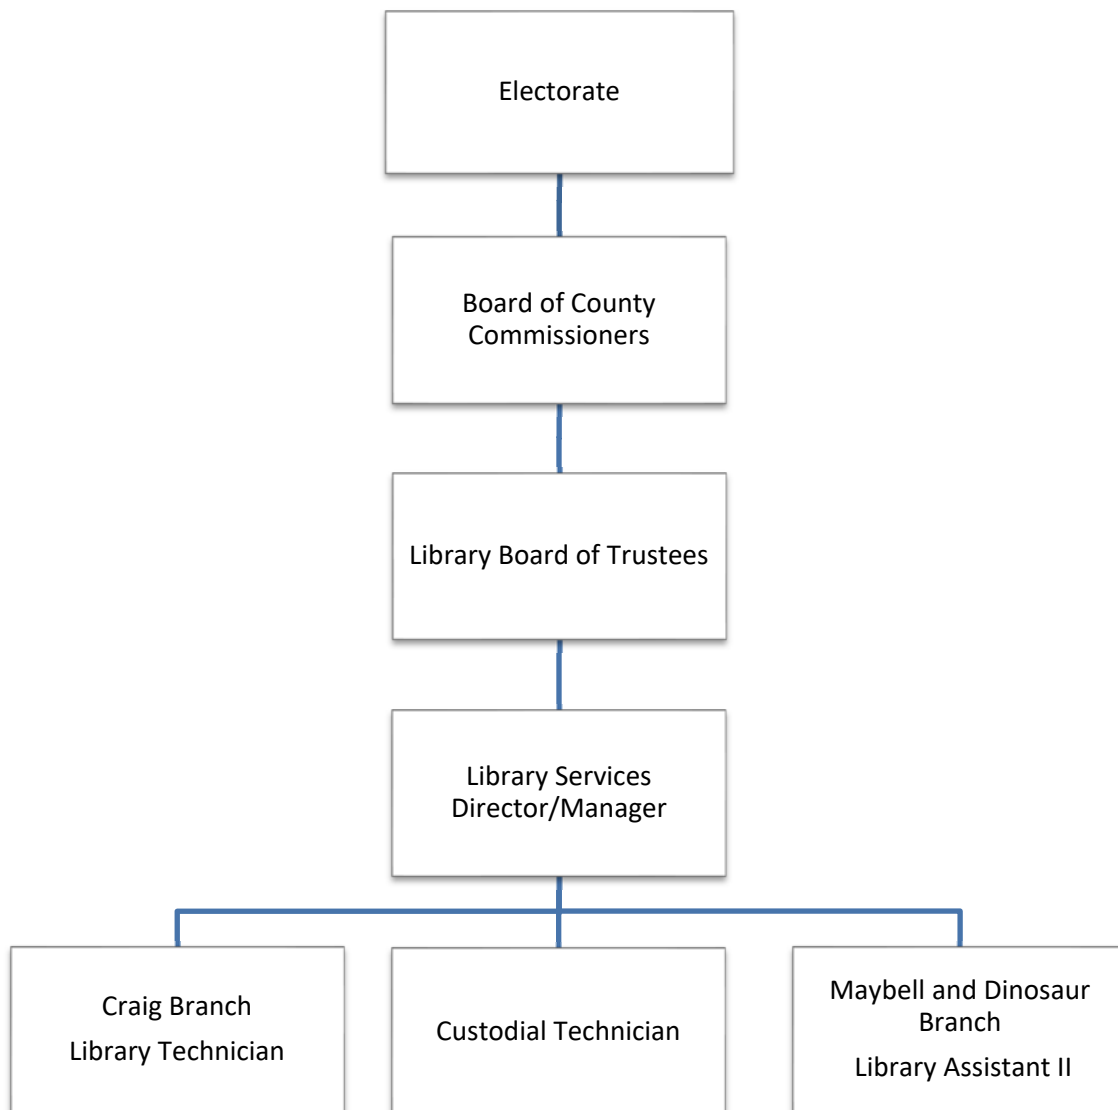 Electorate
Board of County
Commissioners
Library Board of Trustees
Library Services
Director/Manager
Craig Branch
Library Technician
Custodial Technician
Maybell and Dinosaur
Branch
Library Assistant II